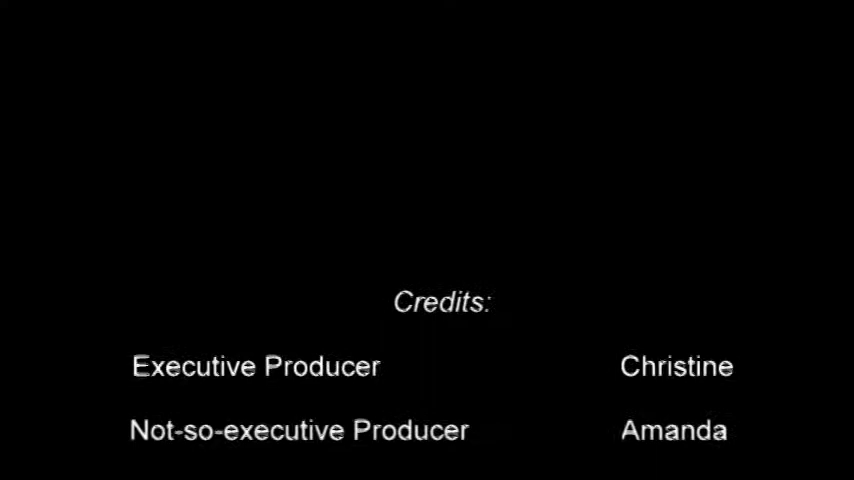 Credits:
Executive Producer Christine
Not-so-executive Producer Amanda